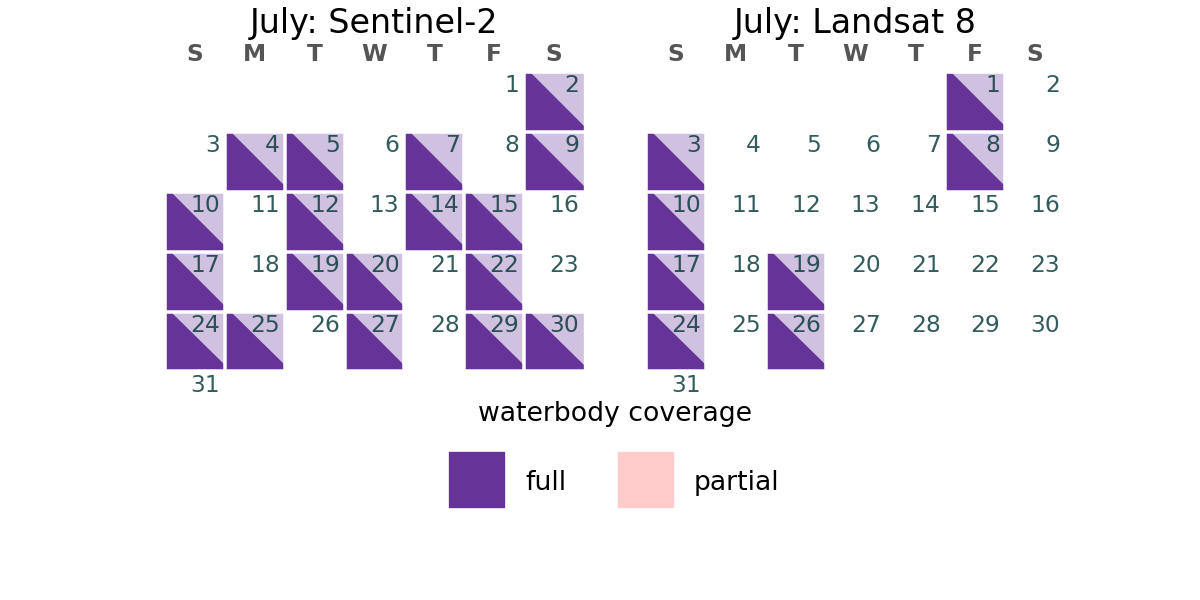 July: Sentinel-2
S M T W T F S
1 2
3 4 5 6 7 8 9
10 11 12 13 14 15 16
17 18 19 20 21 22 23
24 25 26 27 28 29 30
31
July: Landsat 8
S M T W T F S
1 2
3 4 5 6 7 8 9
10 11 12 13 14 15 16
17 18 19 20 21 22 23
24 25 26 27 28 29 30
31
waterbody coverage
full
partial